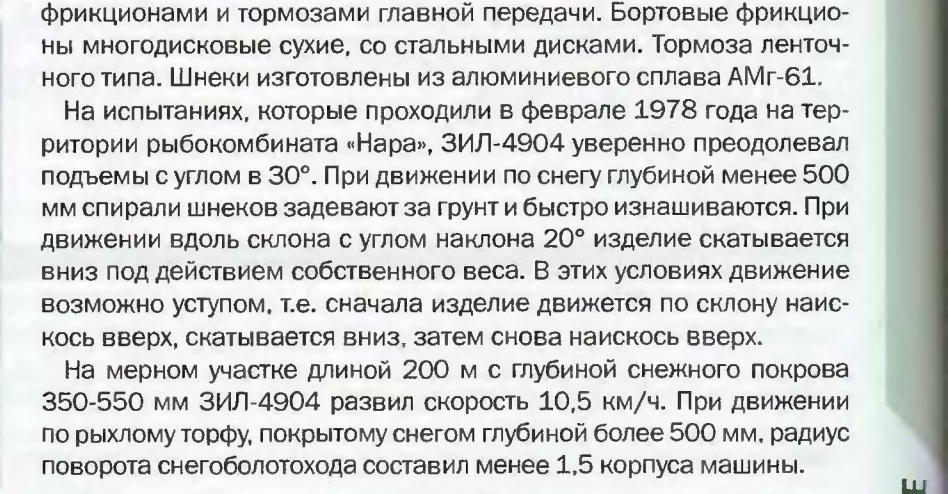 фрикционами и тормозами главной передачи. Бортовые фрикцио-
ны многодисковые сухие, со стальными дисками. Тормоза ленточ-
ного типа. Шнеки изготовлены из алюминиевого сплава АМг-61.
На испытаниях, которые проходили в феврале 1978 года на тер-
ритории рыбокомбината «Нара», ЗИЛ-4904 уверенно преодолевал
подъемы с углом в 30°. При движении по снегу глубиной менее 500
мм спирали шнеков задевают за грунт и быстро изнашиваются. При
движении вдоль склона с углом наклона 20° изделие скатывается
вниз под действием собственного веса. В этих условиях движение
возможно уступом, т.е. сначала изделие движется по склону наис-
кось вверх, скатывается вниз, затем снова наискось вверх.
На мерном участке длиной 200 м с глубиной снежного покрова
350-550 мм ЗИЛ-4904 развил скорость 10,5 км/ч. При движении
по рыхлому торфу, покрытому снегом глубиной более 500 мм, радиус
поворота снегоболотохода составил менее 1,5 корпуса машины.